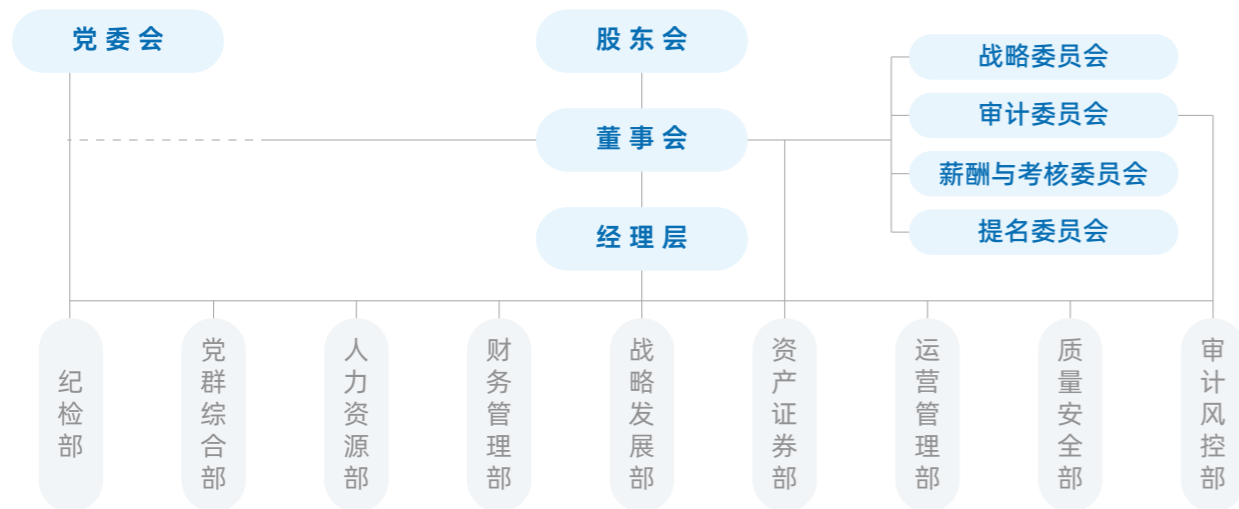 党委会
股东会
战略委员会
审计委员会
董事会
薪酬与考核委员会
提名委员会
经理层
纪检部
党群综合部
人力资源部
财务管理部
战略发展部
资产证券部
运营管理部
质量安全部
审计风控部